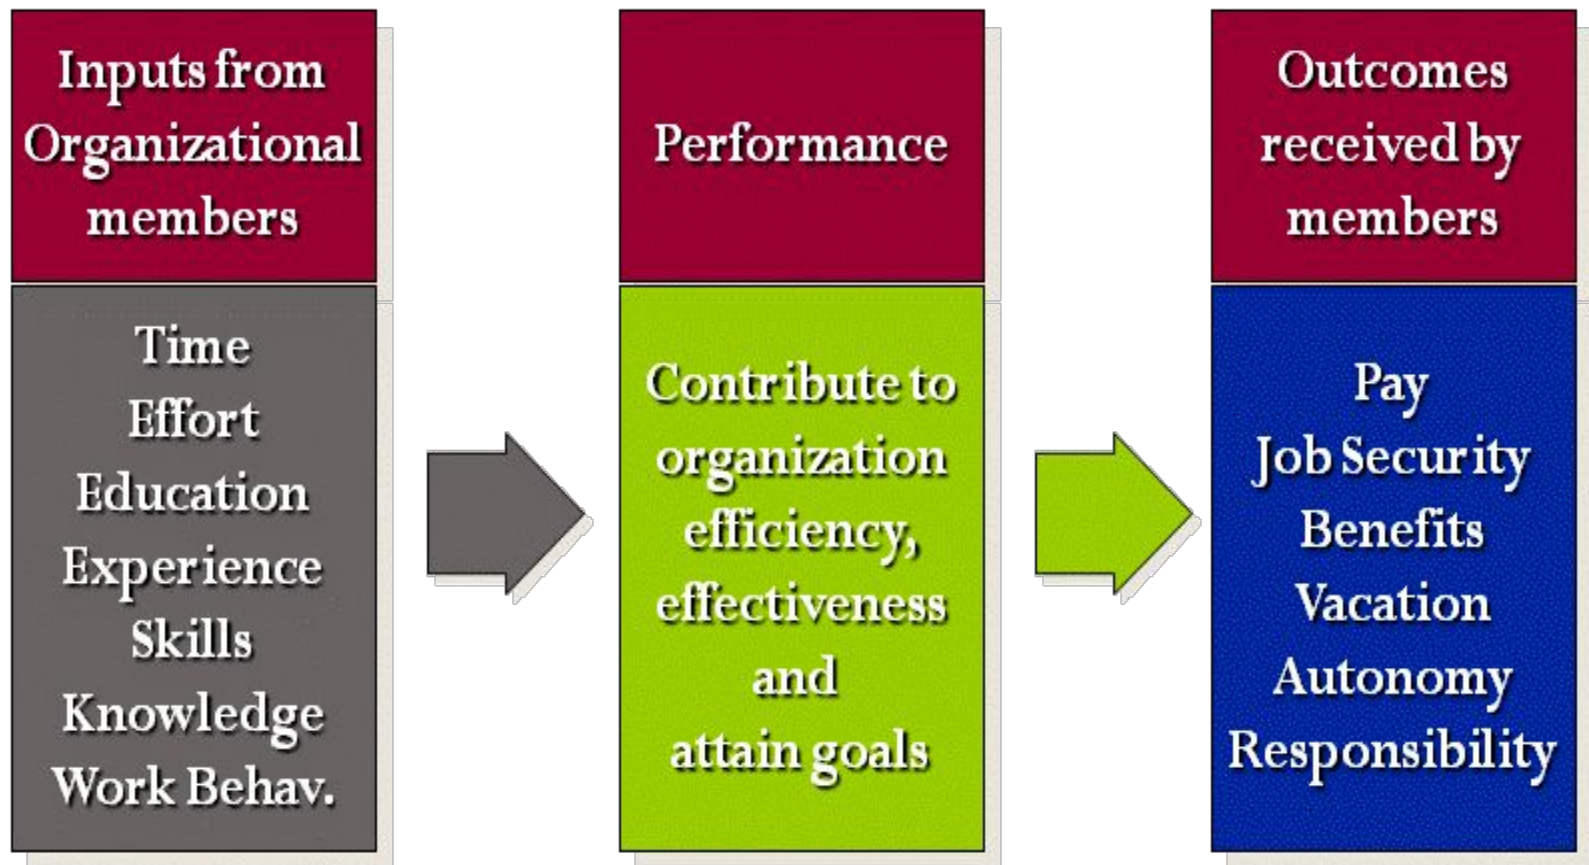 Inputs from
Organizational
members
Time
Effort
Education
Experience
Skills
Knowledge
Work Behav.
Performance
Contribute to
organization
efficiency,
effectiveness
and
attain goals
Outcomes
received by
members
Pay
Job Security
Benefits
Vacation
Autonomy
Responsibility